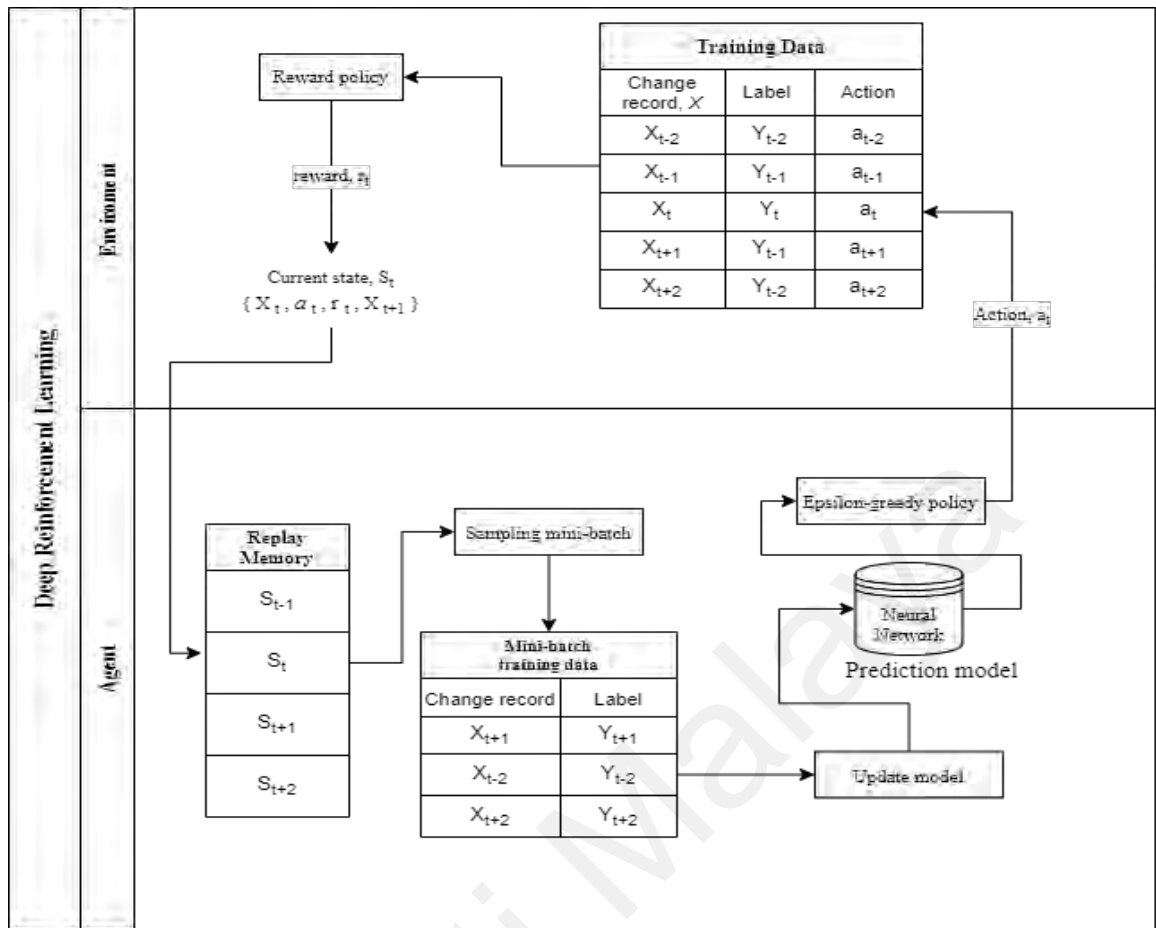 Deep Reinforcement Learning
Enviroment
Agent
Reward policy
reward, rₜ
Current state, Sₜ
{ Xₜ , aₜ , rₜ , Xₜ₊₁ }
Training Data
Change record, X Label Action
Xₜ₋₂ Yₜ₋₂ aₜ₋₂
Xₜ₋₁ Yₜ₋₁ aₜ₋₁
Xₜ Yₜ aₜ
Xₜ₊₁ Yₜ₋₁ aₜ₊₁
Xₜ₊₂ Yₜ₋₂ aₜ₊₂
Action, aₜ
Replay
Memory
Sₜ₋₁
Sₜ
Sₜ₊₁
Sₜ₊₂
Sampling mini-batch
Mini-batch
training data
Change record Label
Xₜ₊₁ Yₜ₊₁
Xₜ₋₂ Yₜ₋₂
Xₜ₊₂ Yₜ₊₂
Epsilon-greedy policy
Neural
Network
Prediction model
Update model
Malaya